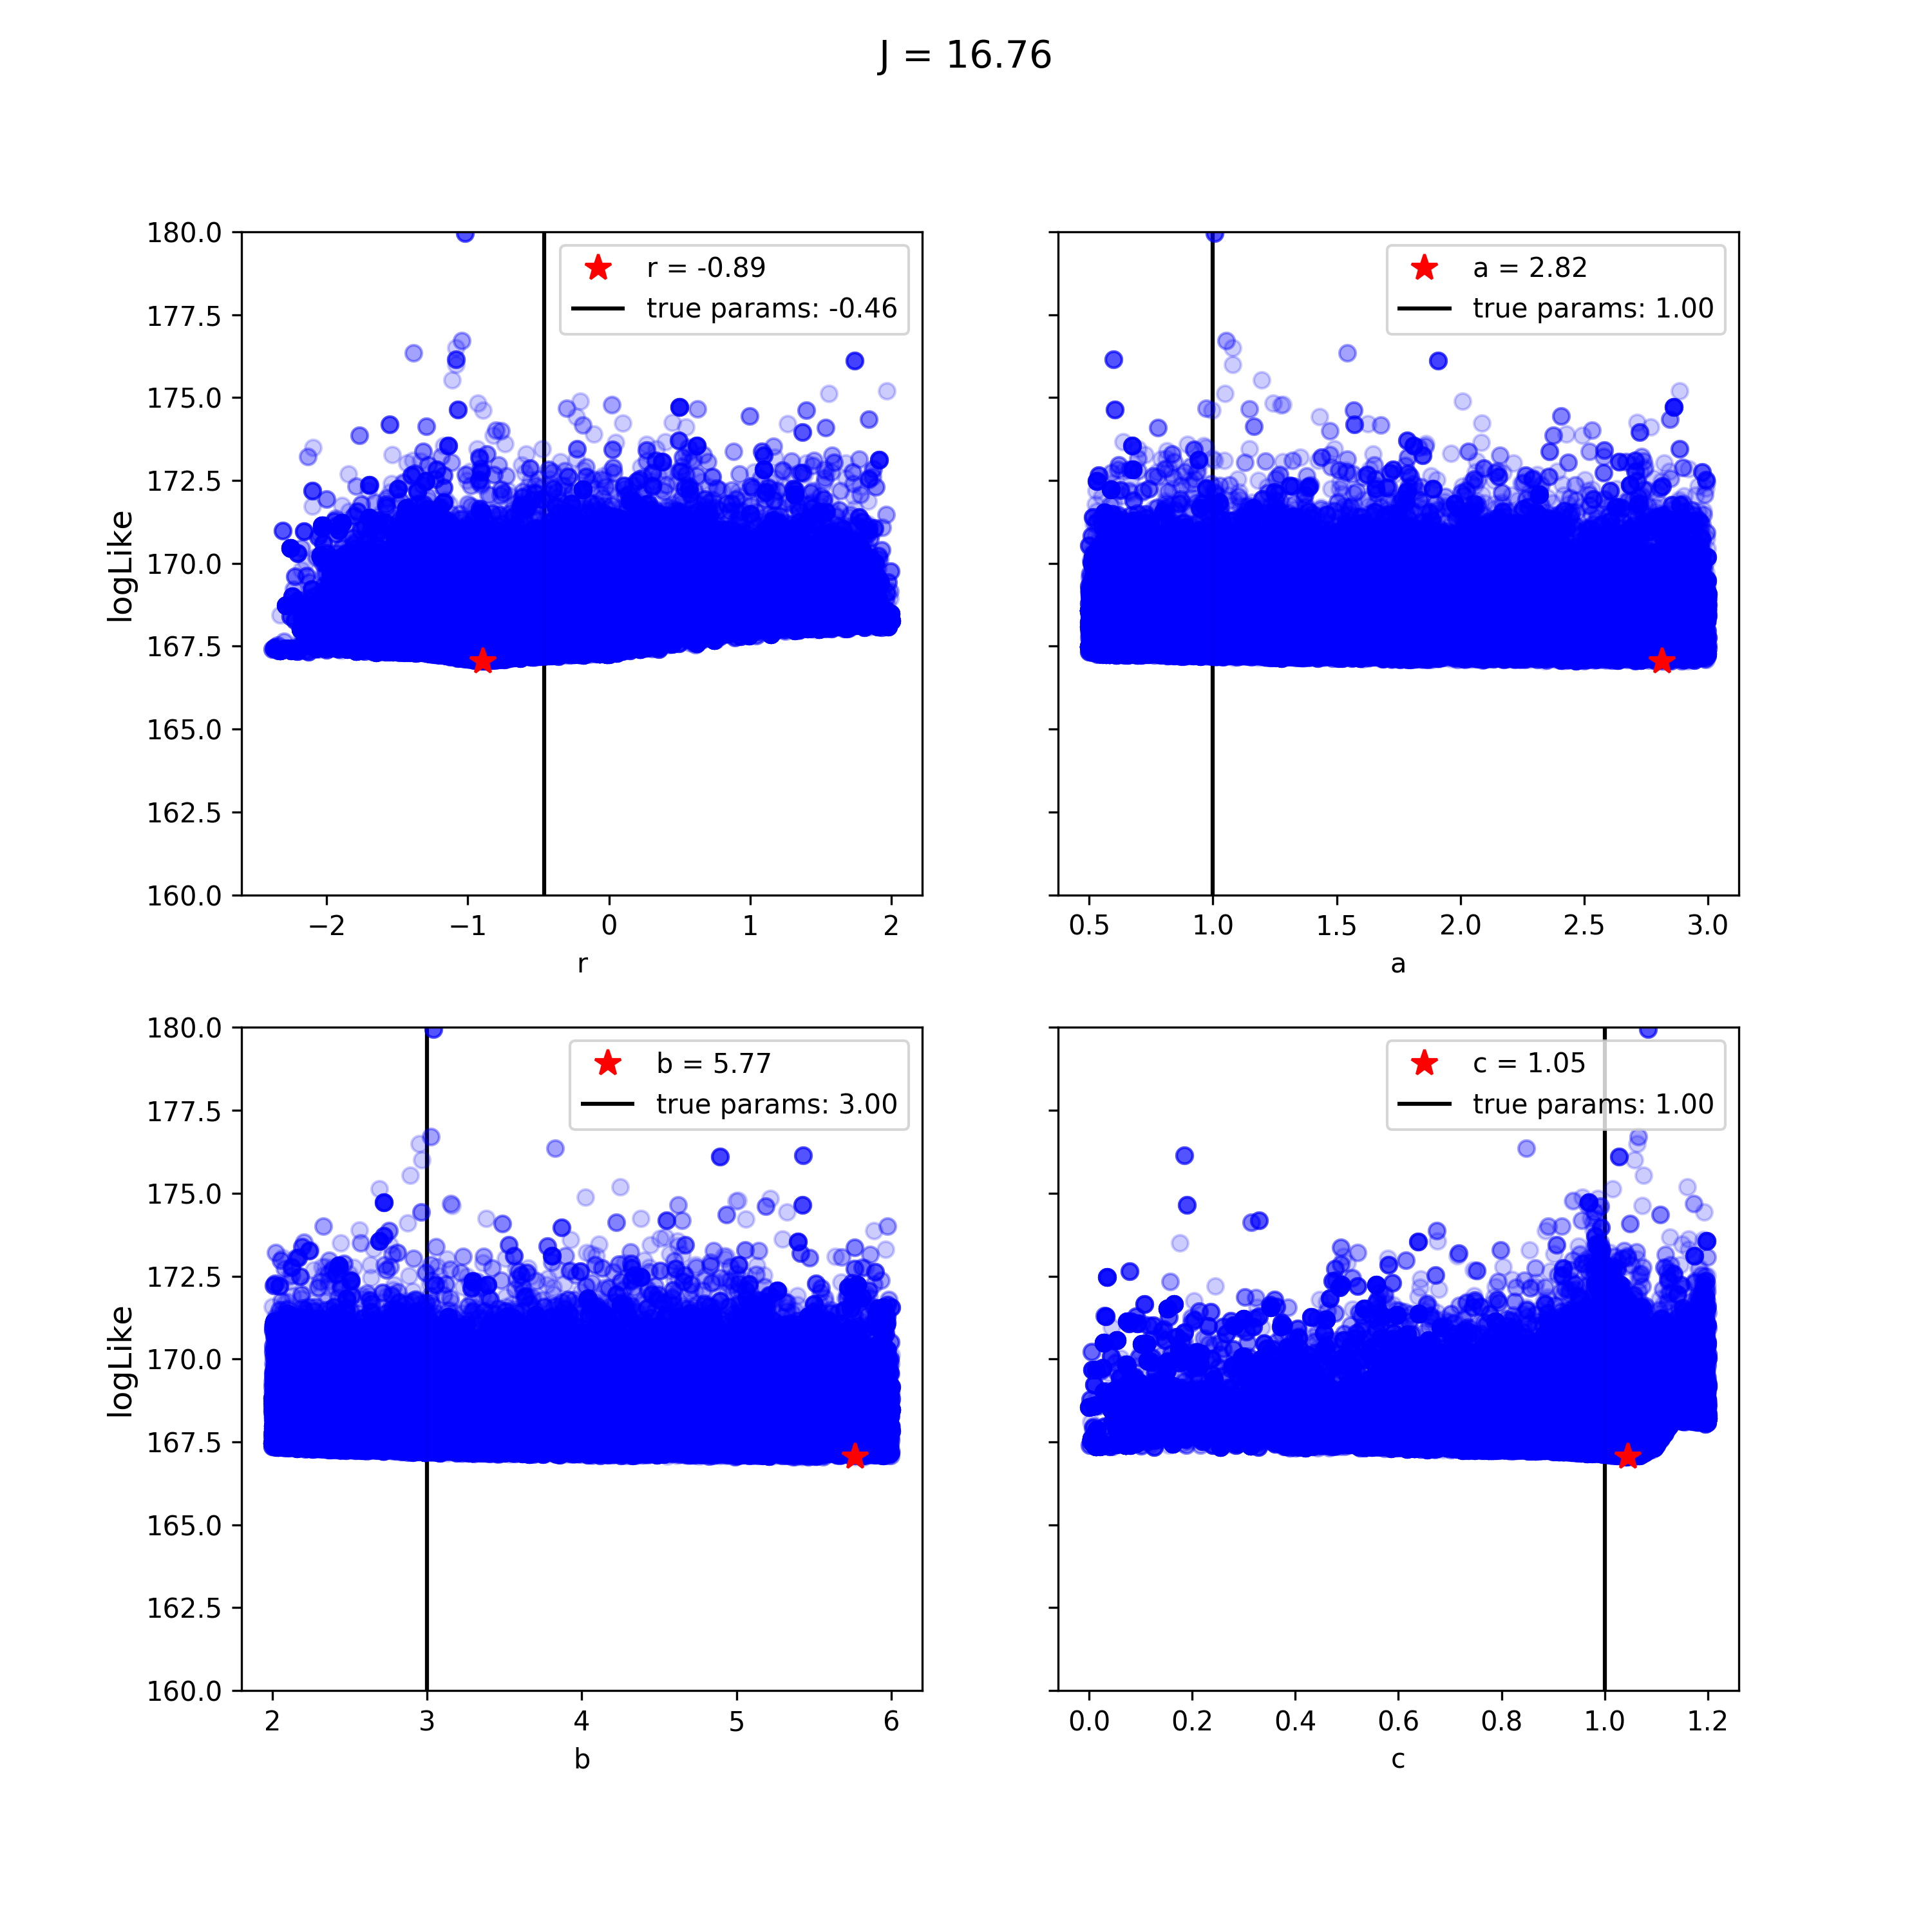 J = 16.76
180.0
177.5
175.0
172.5
170.0
167.5
165.0
162.5
160.0
logLike
r = -0.89
true params: -0.46
−2
−1
0
1
2
r
a = 2.82
true params: 1.00
0.5
1.0
1.5
2.0
2.5
3.0
a
180.0
177.5
175.0
172.5
170.0
167.5
165.0
162.5
160.0
logLike
b = 5.77
true params: 3.00
2
3
4
5
6
b
c = 1.05
true params: 1.00
0.0
0.2
0.4
0.6
0.8
1.0
1.2
c